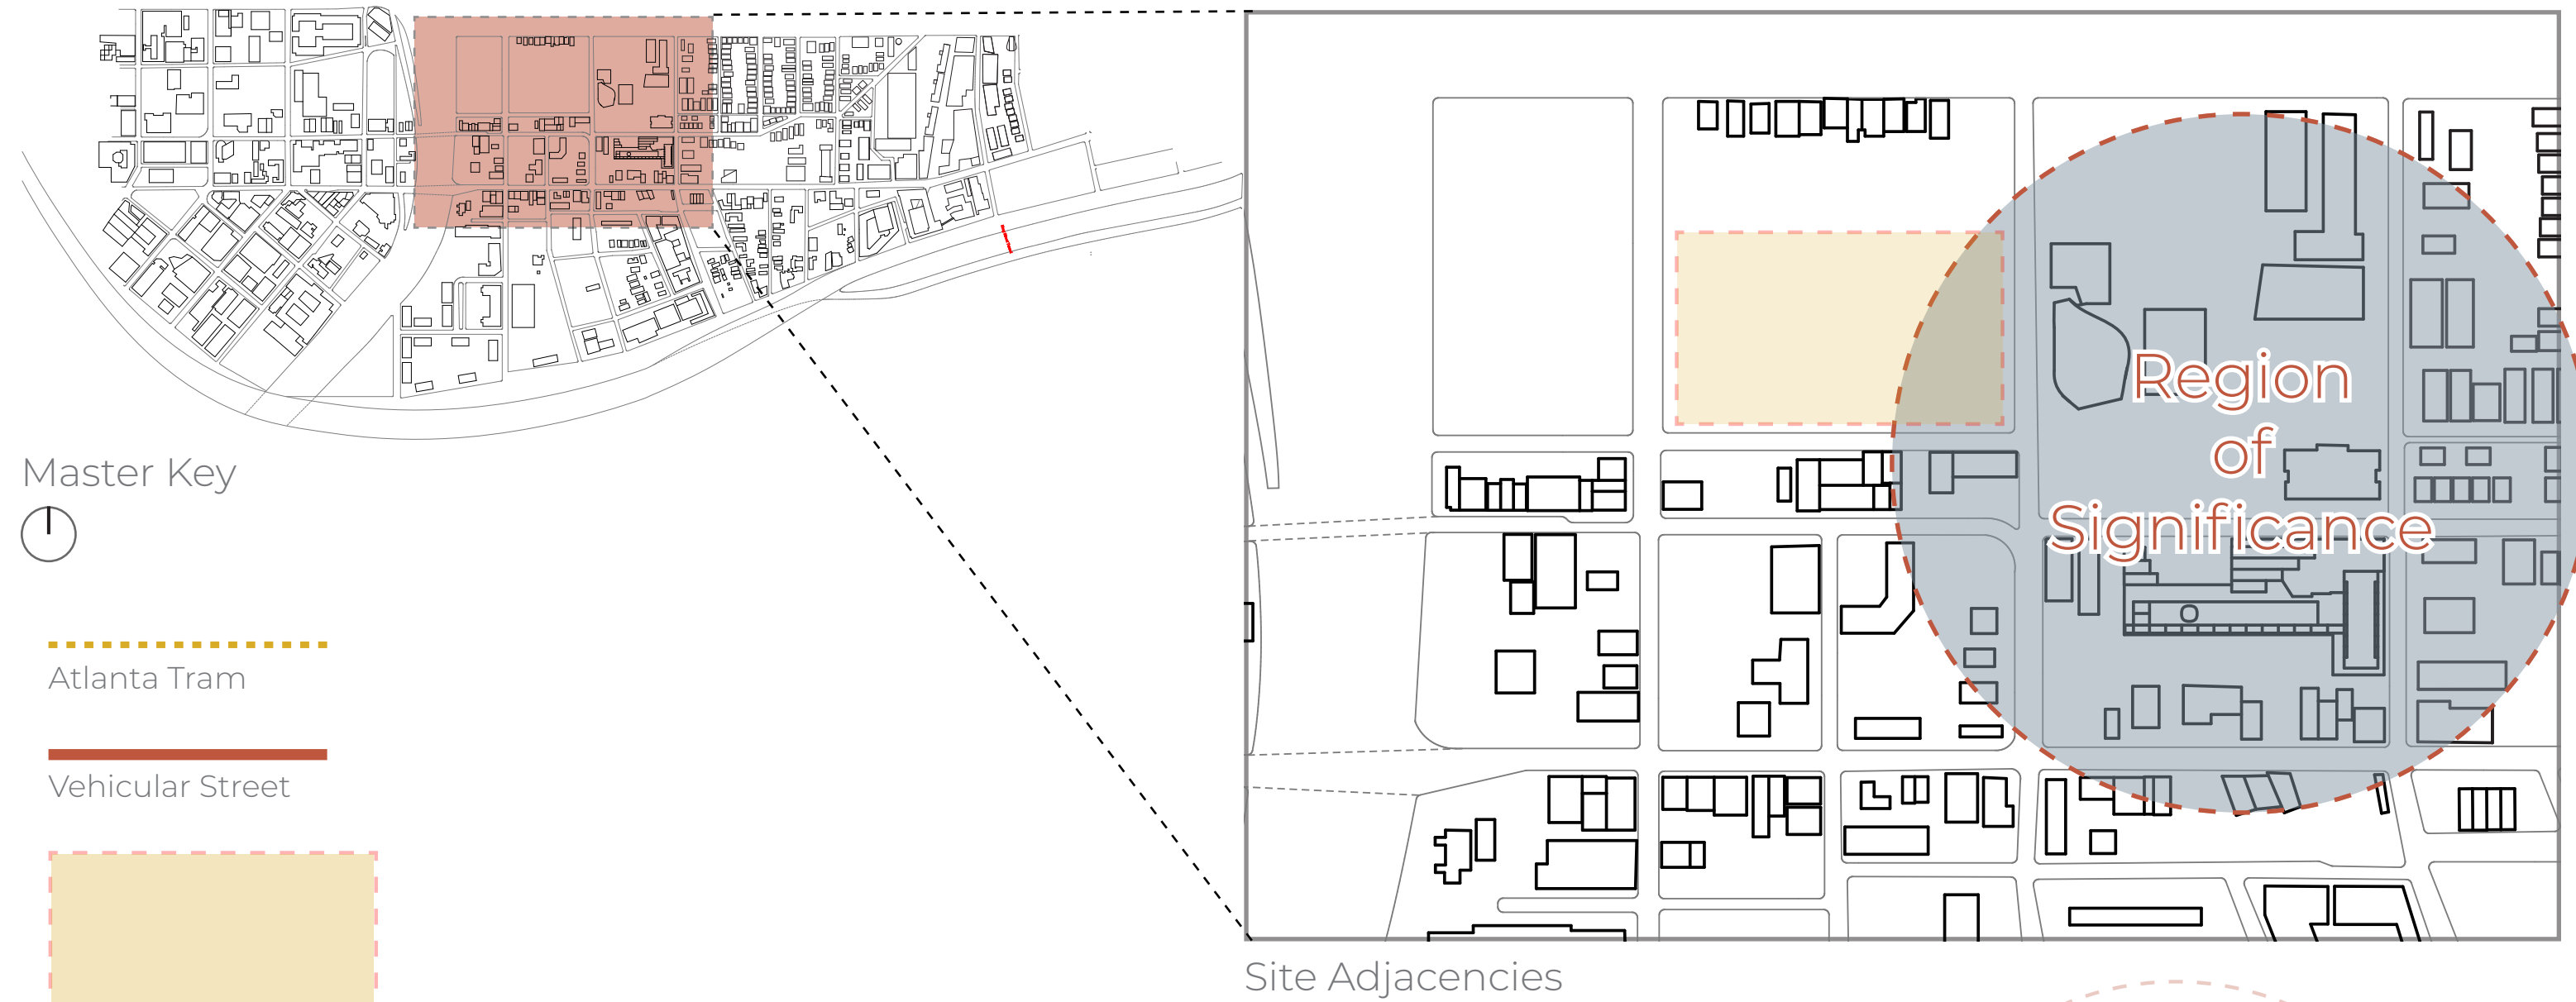 Master Key
Atlanta Tram
Vehicular Street
Region
of
Significance
Site Adjacencies